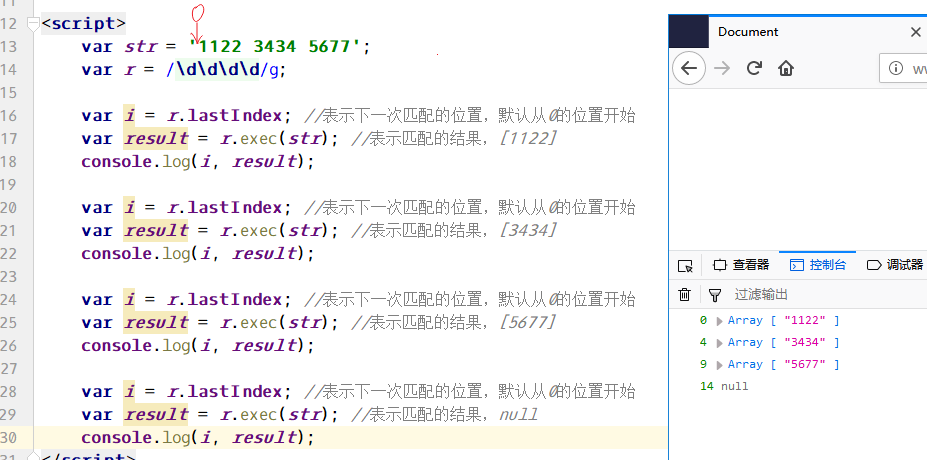 12 <script>
13 var str = '1122 3434 5677';
14 var r = /\d\d\d\d/g;
15
16 var i = r.lastIndex; //表示下一次匹配的位置，默认从0的位置开始
17 var result = r.exec(str); //表示匹配的结果，[1122]
18 console.log(i, result);
19
20 var i = r.lastIndex; //表示下一次匹配的位置，默认从0的位置开始
21 var result = r.exec(str); //表示匹配的结果，[3434]
22 console.log(i, result);
23
24 var i = r.lastIndex; //表示下一次匹配的位置，默认从0的位置开始
25 var result = r.exec(str); //表示匹配的结果，[5677]
26 console.log(i, result);
27
28 var i = r.lastIndex; //表示下一次匹配的位置，默认从0的位置开始
29 var result = r.exec(str); //表示匹配的结果，null
30 console.log(i, result);
</script>
Document
ww
查看器 控制台 调试器
过滤输出
0 Array [ "1122" ]
4 Array [ "3434" ]
9 Array [ "5677" ]
14 null